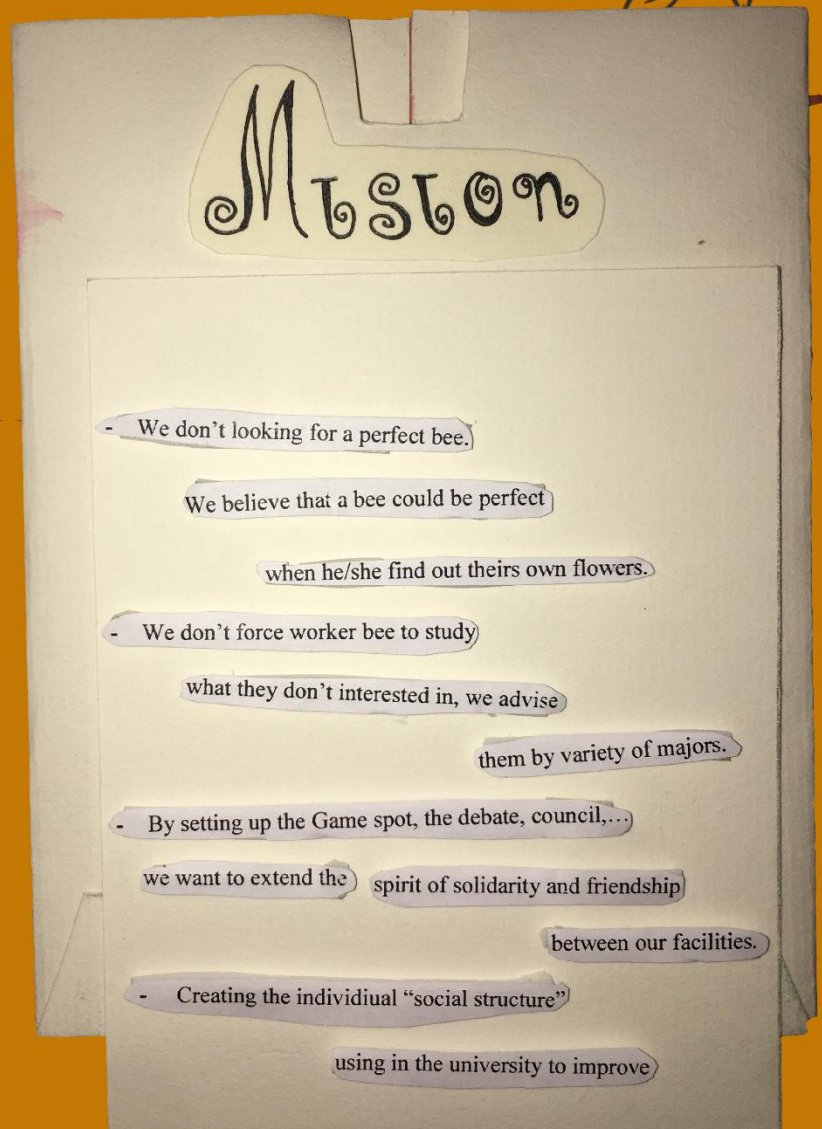 Mision
- We don't looking for a perfect bee.
We believe that a bee could be perfect
when he/she find out theirs own flowers.
- We don't force worker bee to study
what they don't interested in, we advise
them by variety of majors.
- By setting up the Game spot, the debate, council,...
we want to extend the spirit of solidarity and friendship
between our facilities.
- Creating the individiual “social structure”
using in the university to improve